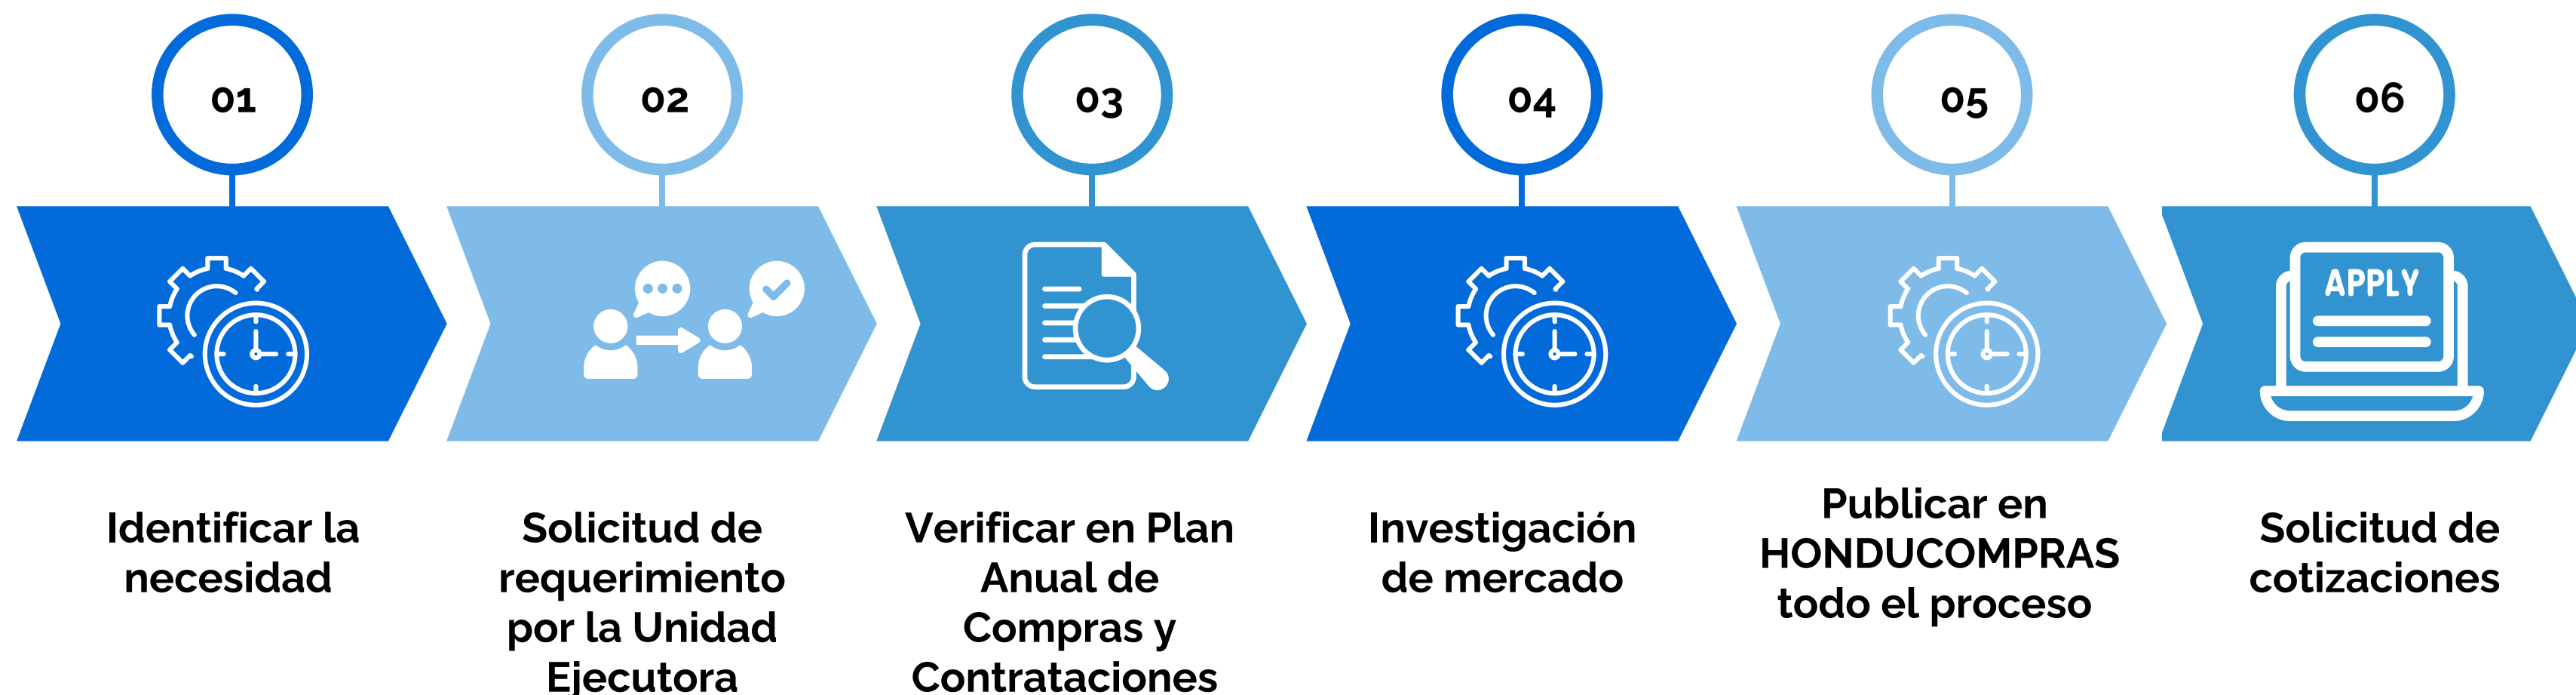 01
02
03
04
05
06
APPLY
Identificar la
necesidad
Solicitud de
requerimiento
por la Unidad
Ejecutora
Verificar en Plan
Anual de
Compras y
Contrataciones
Investigación
de mercado
Publicar en
HONDUCOMPRAS
todo el proceso
Solicitud de
cotizaciones